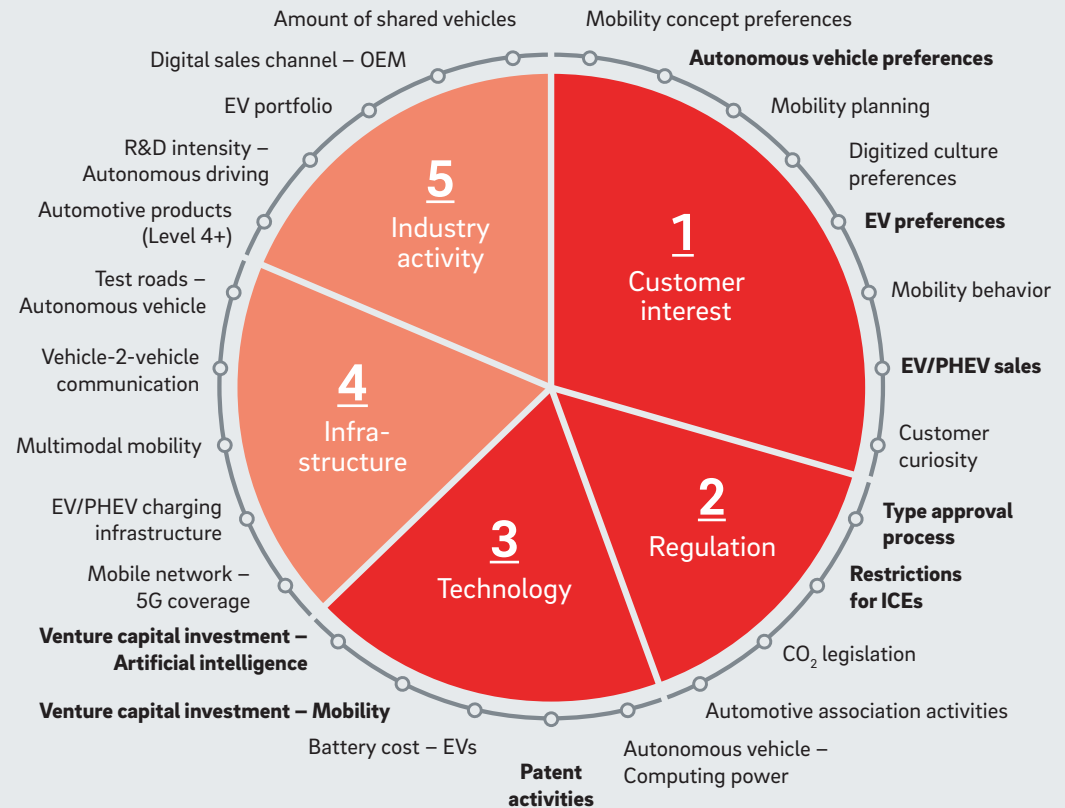 Amount of shared vehicles
Mobility concept preferences
Digital sales channel – OEM
Autonomous vehicle preferences
EV portfolio
Mobility planning
R&D intensity –
Autonomous driving
Digitized culture
preferences
Automotive products
(Level 4+)
EV preferences
Test roads –
Autonomous vehicle
Mobility behavior
Vehicle-2-vehicle
communication
EV/PHEV sales
Multimodal mobility
Customer
curiosity
EV/PHEV charging
infrastructure
Type approval
process
Mobile network –
5G coverage
Restrictions
for ICEs
Venture capital investment –
Artificial intelligence
CO₂ legislation
Venture capital investment – Mobility
Automotive association activities
Battery cost – EVs
Autonomous vehicle –
Computing power
Patent
activities
1
Customer
interest
2
Regulation
3
Technology
4
Infra-
structure
5
Industry
activity